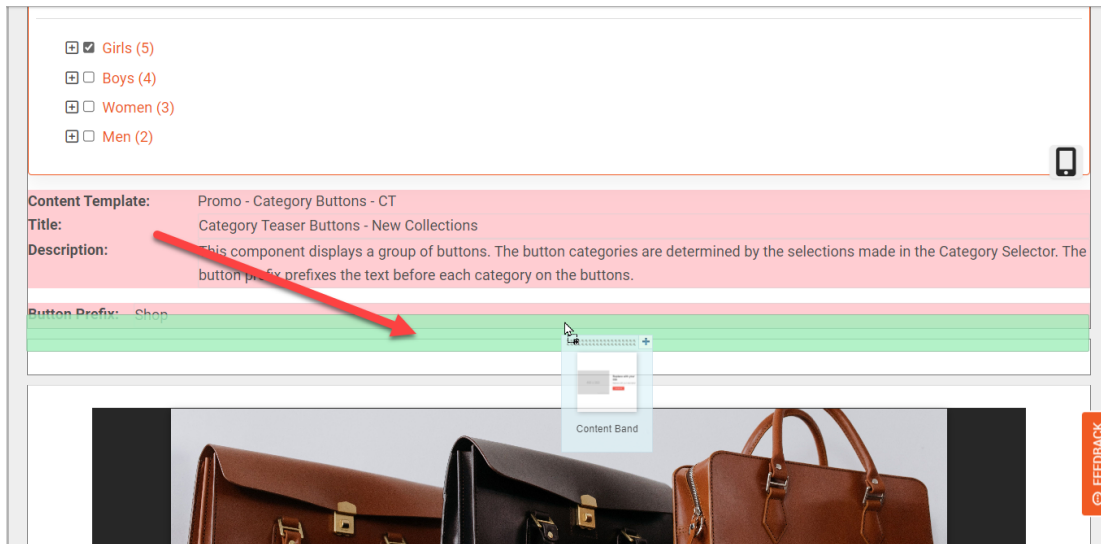 Girls (5)
Boys (4)
Women (3)
Men (2)
Content Template: Promo - Category Buttons - CT
Title: Category Teaser Buttons - New Collections
Description: This component displays a group of buttons. The button categories are determined by the selections made in the Category Selector. The
button prefix prefixes the text before each category on the buttons.
Button Prefix: Shop
Content Band
FEEDBACK